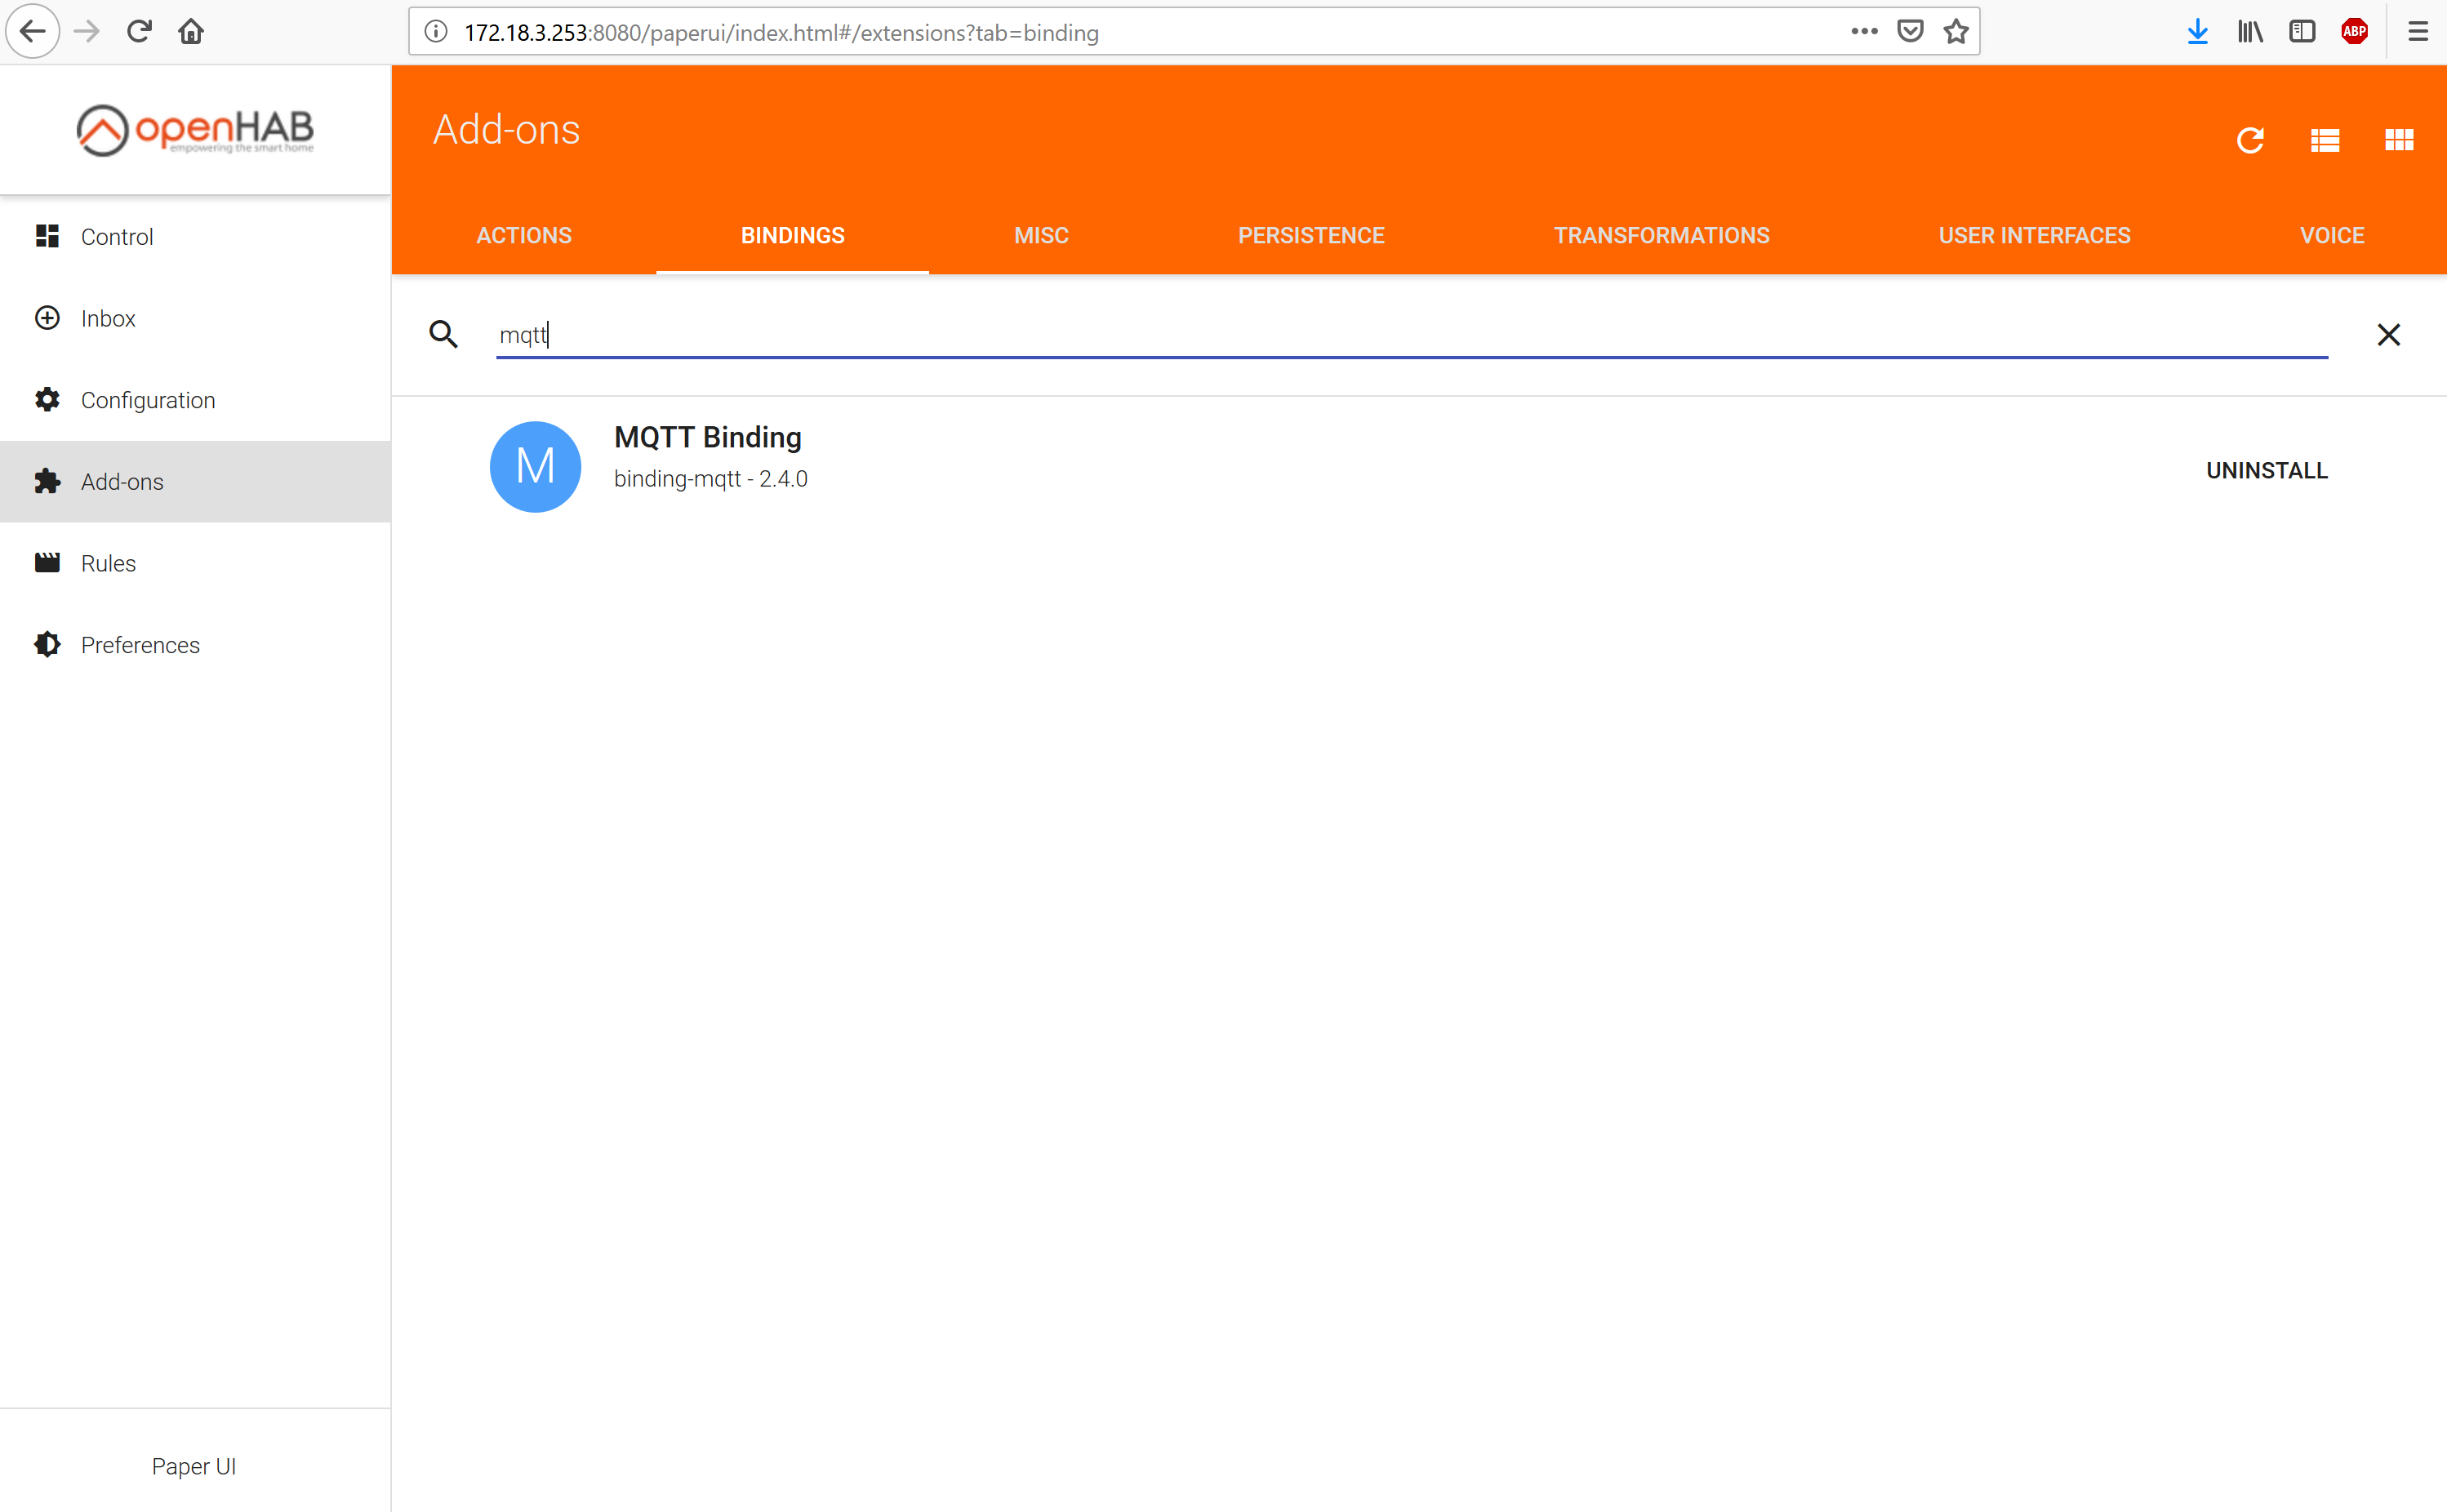 172.18.3.253:8080/paperui/index.html#/extensions?tab=binding
ABP
openHAB
empowering the smart home
Add-ons
ACTIONS BINDINGS MISC PERSISTENCE TRANSFORMATIONS USER INTERFACES VOICE
Control
Inbox
Configuration
Add-ons
Rules
Preferences
mqtt
M
MQTT Binding
binding-mqtt - 2.4.0
UNINSTALL
Paper UI